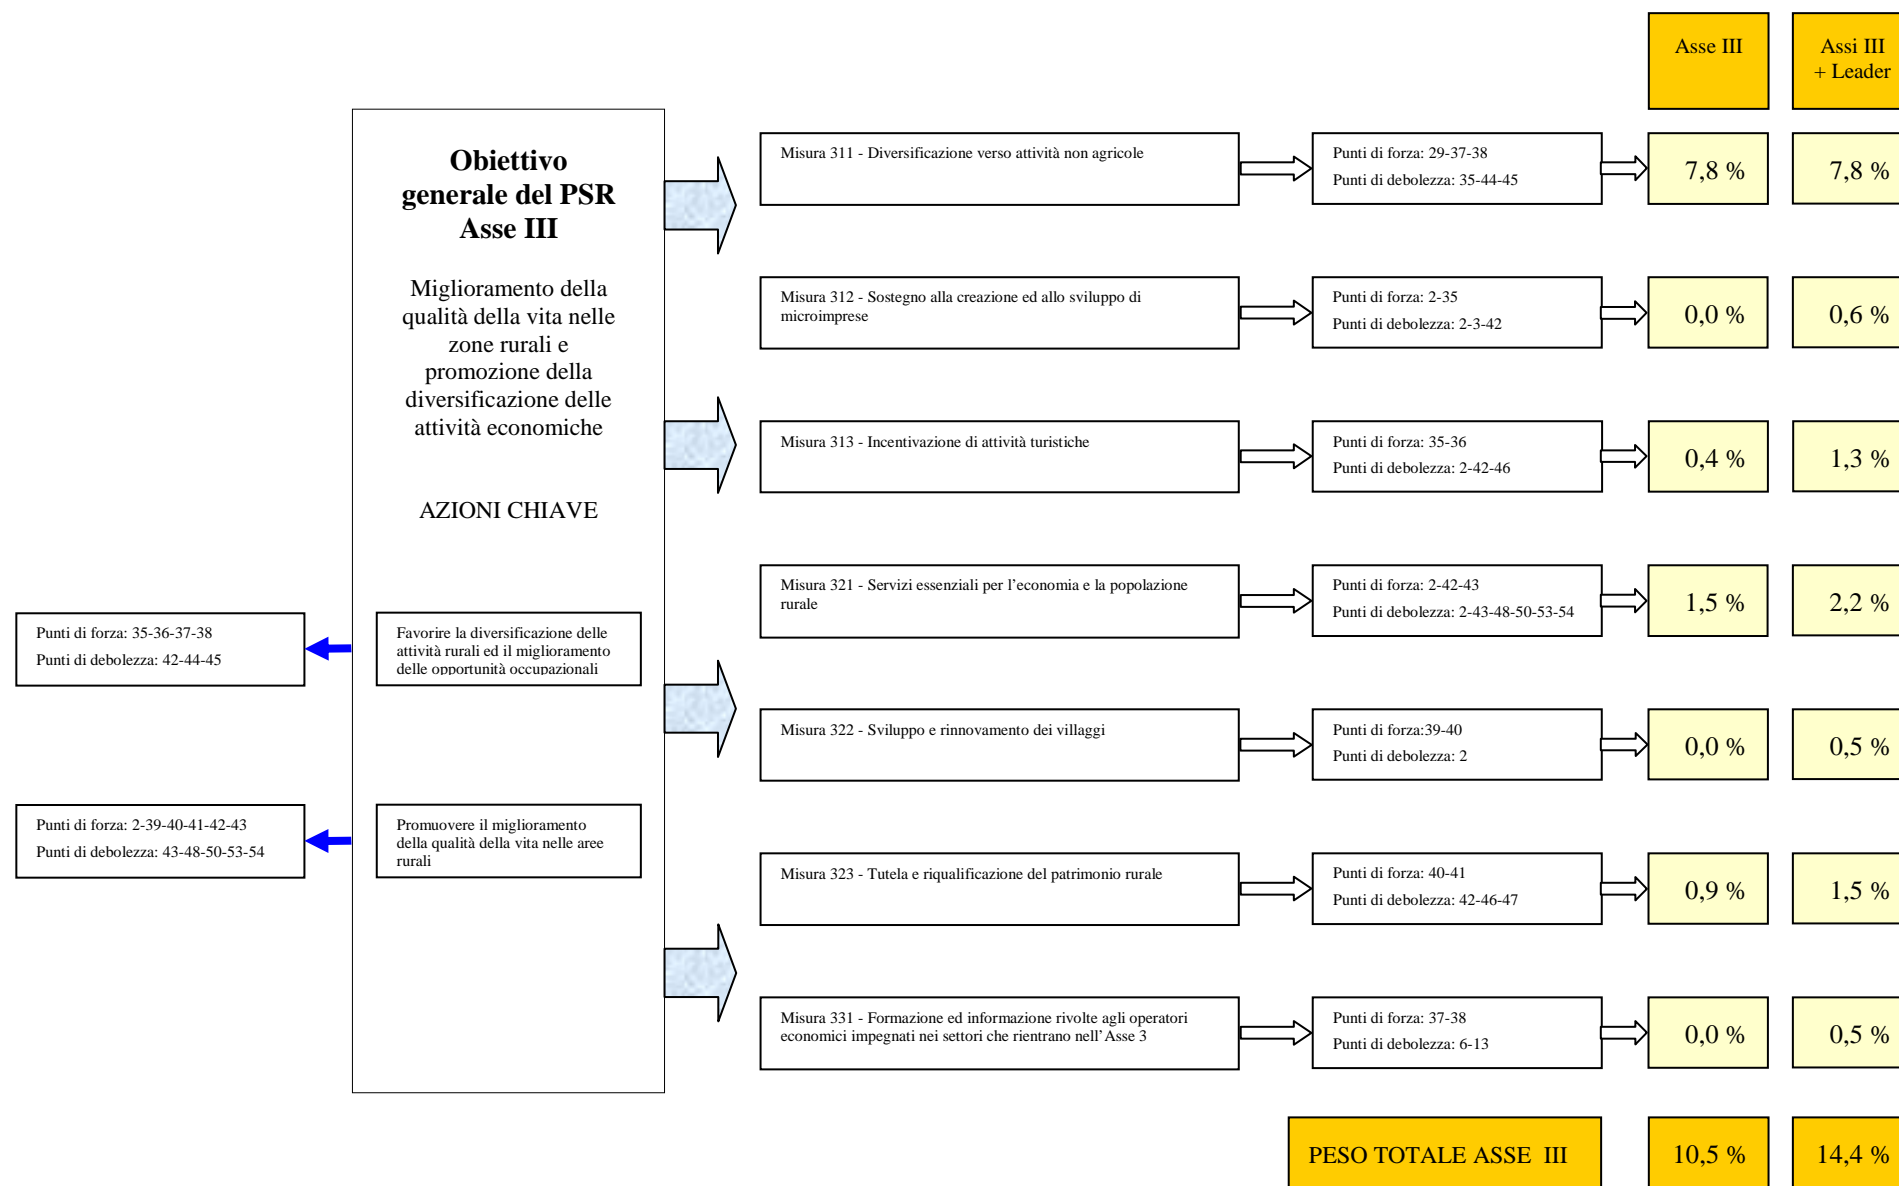 Asse III
Assi III
+ Leader
Obiettivo
generale del PSR
Asse III
Miglioramento della
qualità della vita nelle
zone rurali e
promozione della
diversificazione delle
attività economiche
AZIONI CHIAVE
Favorire la diversificazione delle
attività rurali ed il miglioramento
delle opportunità occupazionali
Punti di forza: 35-36-37-38
Punti di debolezza: 42-44-45
Promuovere il miglioramento
della qualità della vita nelle aree
rurali
Punti di forza: 2-39-40-41-42-43
Punti di debolezza: 43-48-50-53-54
Misura 311 - Diversificazione verso attività non agricole
Punti di forza: 29-37-38
Punti di debolezza: 35-44-45
7,8 %
7,8 %
Misura 312 - Sostegno alla creazione ed allo sviluppo di
microimprese
Punti di forza: 2-35
Punti di debolezza: 2-3-42
0,0 %
0,6 %
Misura 313 - Incentivazione di attività turistiche
Punti di forza: 35-36
Punti di debolezza: 2-42-46
0,4 %
1,3 %
Misura 321 - Servizi essenziali per l'economia e la popolazione
rurale
Punti di forza: 2-42-43
Punti di debolezza: 2-43-48-50-53-54
1,5 %
2,2 %
Misura 322 - Sviluppo e rinnovamento dei villaggi
Punti di forza:39-40
Punti di debolezza: 2
0,0 %
0,5 %
Misura 323 - Tutela e riqualificazione del patrimonio rurale
Punti di forza: 40-41
Punti di debolezza: 42-46-47
0,9 %
1,5 %
Misura 331 - Formazione ed informazione rivolte agli operatori
economici impegnati nei settori che rientrano nell'Asse 3
Punti di forza: 37-38
Punti di debolezza: 6-13
0,0 %
0,5 %
PESO TOTALE ASSE III
10,5 %
14,4 %